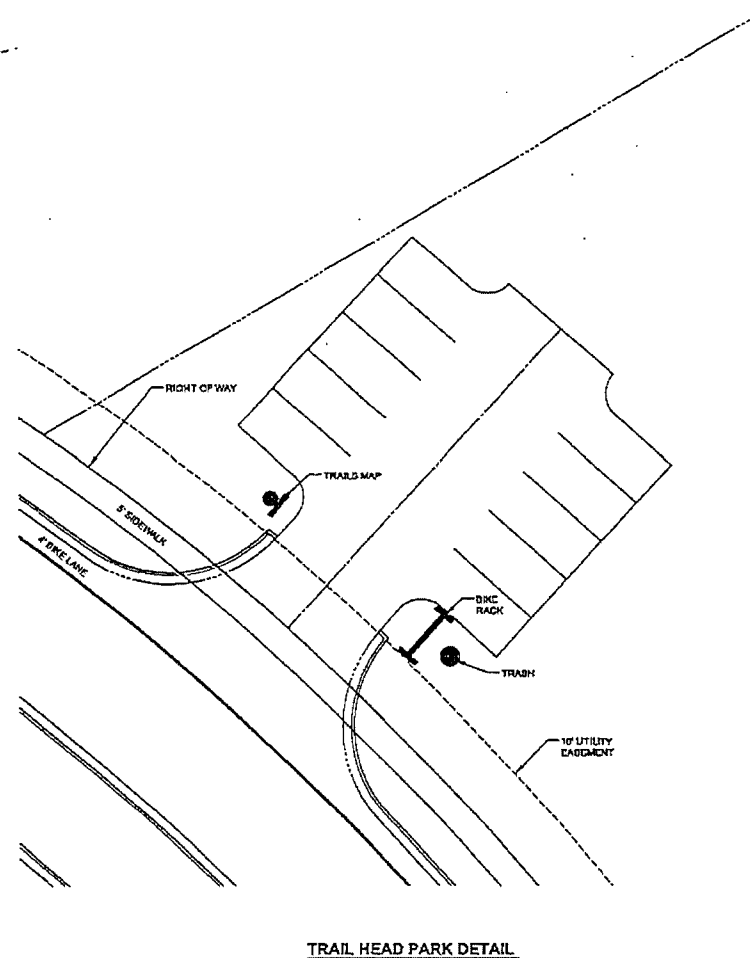 RIGHT OF WAY
TRAILS MAP
5' SIDEWALK
4' BIKE LANE
BIKE
RACK
TRASH
10' UTILITY
EASEMENT
TRAIL HEAD PARK DETAIL